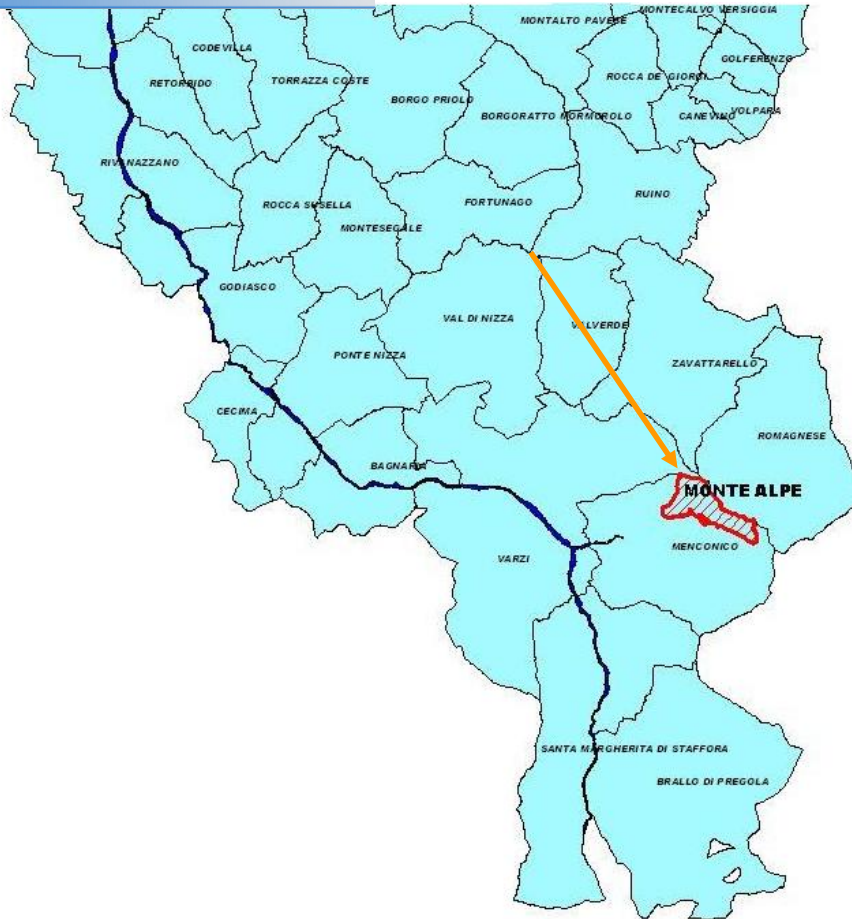 MONTECALVO VERSIGGIA
MONTALTO PAVESE
CODEVILLA
GOLFERENZO
RETORBIDO
TORRAZZA COSTE
ROCCA DE GIORGI
BORGO PRIOLO
VOLPARA
BORGORATTO MORMOROLO
CANEVINO
RIVANAZZANO
RUINO
ROCCA SUSELLA
FORTUNAGO
MONTESEGALE
GODIASCO
VAL DI NIZZA
VALVERDE
PONTE NIZZA
ZAVATTARELLO
CECIMA
ROMAGNESE
BAGNARIA
MONTE ALPE
VARZI
MENCONICO
SANTA MARGHERITA DI STAFFORA
BRALLO DI PREGOLA